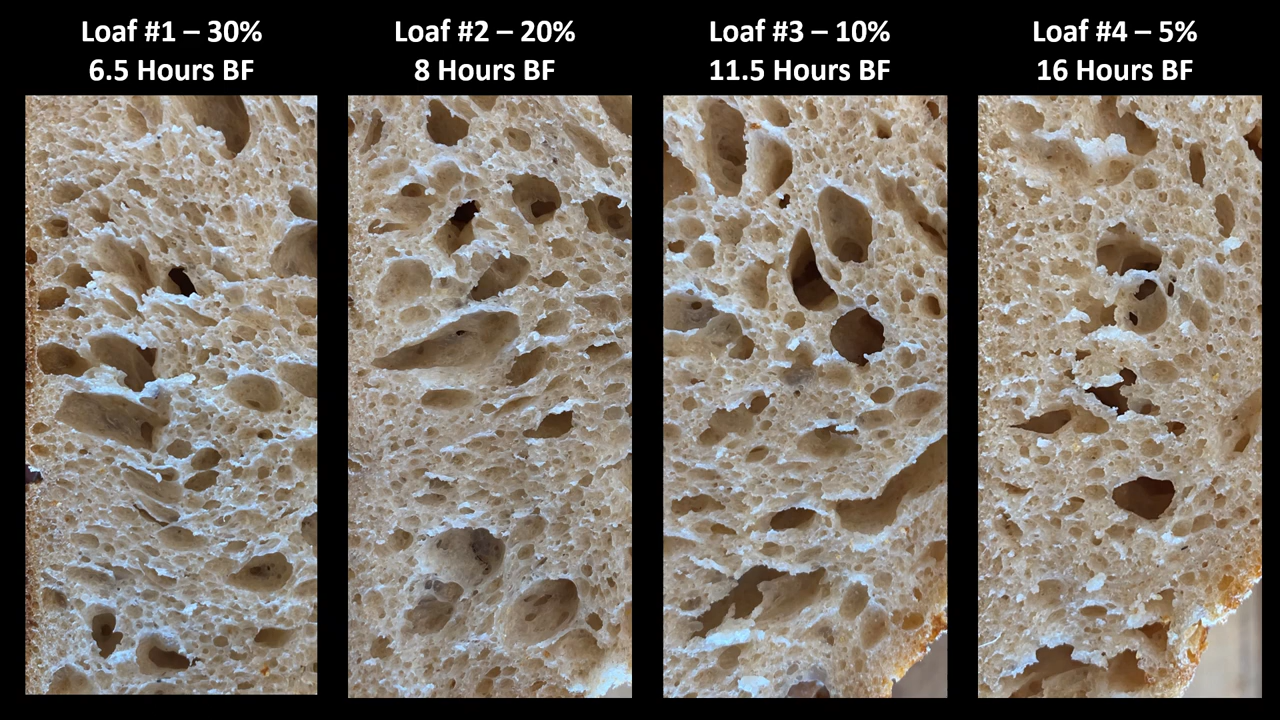 Loaf #1 – 30%
6.5 Hours BF
Loaf #2 – 20%
8 Hours BF
Loaf #3 – 10%
11.5 Hours BF
Loaf #4 – 5%
16 Hours BF